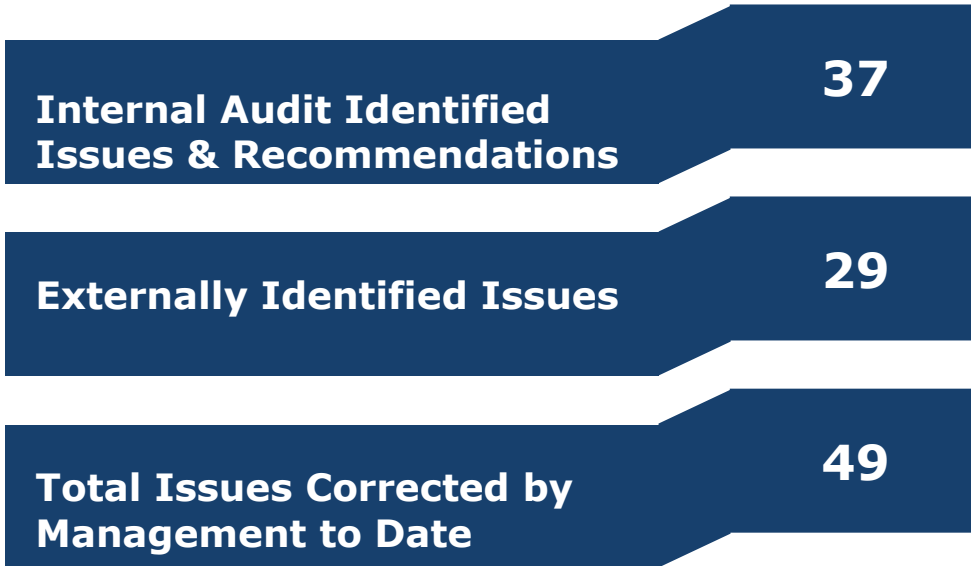 Internal Audit Identified
Issues & Recommendations
37
Externally Identified Issues
29
Total Issues Corrected by
Management to Date
49